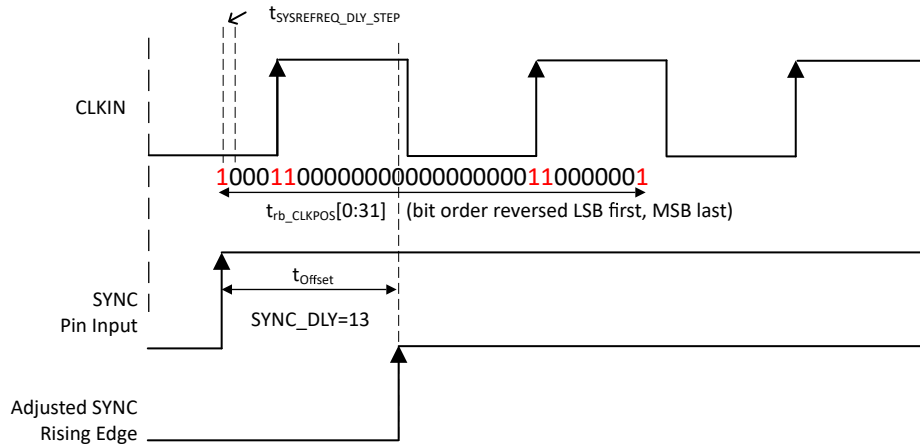 tSYSREFREQ_DLY_STEP
CLKIN
10001100000000000000000110000001
trb_CLKPOS[0:31] (bit order reversed LSB first, MSB last)
tOffset
SYNC
Pin Input
SYNC_DLY=13
Adjusted SYNC
Rising Edge